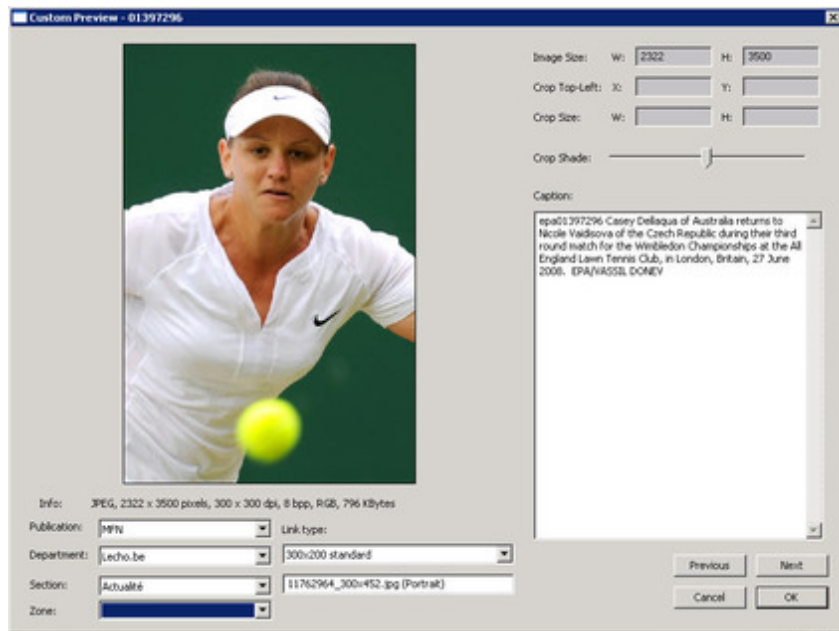 Custom Preview - 01397296
Image Size: W: 2322 H: 3500
Crop Top-Left: X: Y:
Crop Size: W: H:
Crop Shade:
Caption:
epa01397296 Casey Dellaqua of Australia returns to
Nicole Vaidisova of the Czech Republic during their third
round match for the Wimbledon Championships at the All
England Lawn Tennis Club, in London, Britain, 27 June
2008. EPA/VASSIL DONEV
Info: JPEG, 2322 x 3500 pixels, 300 x 300 dpi, 8 bpp, RGB, 796 KBytes
Publication: MFN Link type:
Department: Lecho.be 300x200 standard
Section: Actualité 11762964_300x452.jpg (Portrait)
Zone:
Previous Next
Cancel OK